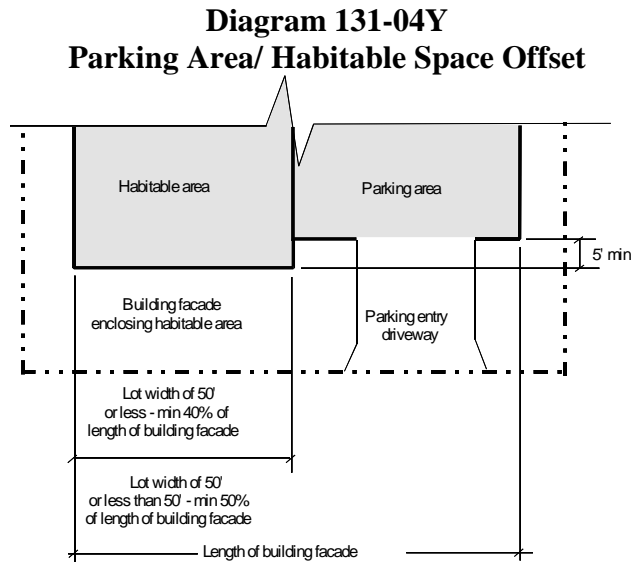 Diagram 131-04Y
Parking Area/ Habitable Space Offset
Habitable area
Parking area
5' min
Building facade
enclosing habitable area
Parking entry
driveway
Lot width of 50'
or less - min 40% of
length of building facade
Lot width of 50'
or less than 50' - min 50%
of length of building facade
Length of building facade